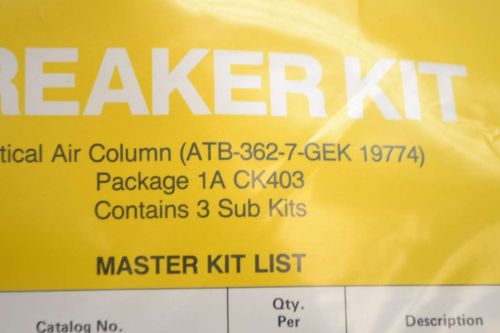 REAKER KIT
tical Air Column (ATB-362-7-GEK 19774)
Package 1A CK403
Contains 3 Sub Kits
MASTER KIT LIST
Catalog No.
Qty.
Per
Description